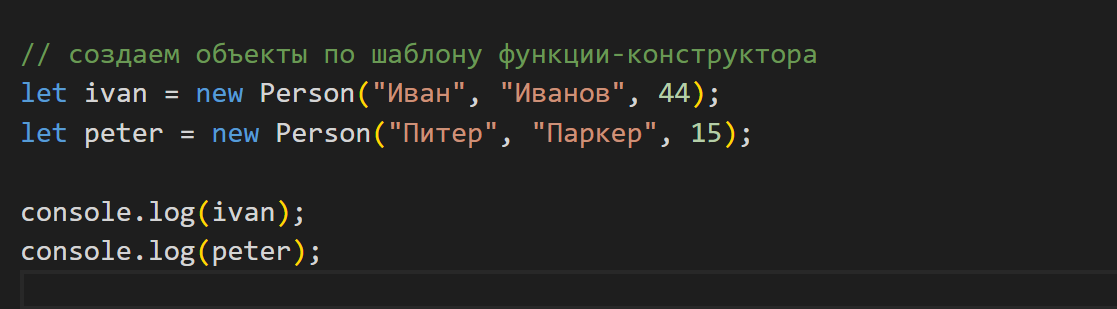 // создаем объекты по шаблону функции-конструктора
let ivan = new Person("Иван", "Иванов", 44);
let peter = new Person("Питер", "Паркер", 15);
console.log(ivan);
console.log(peter);